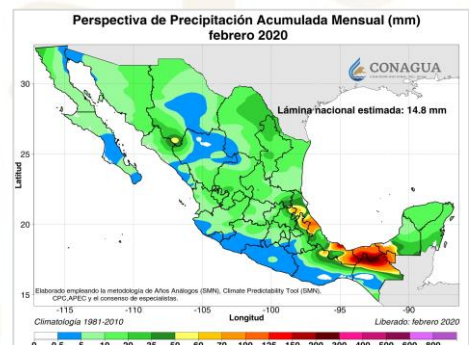 Perspectiva de Precipitación Acumulada Mensual (mm)
febrero 2020
CONAGUA
Lámina nacional estimada: 14.8 mm
30
25
20
15
Latitud
Elaborado empleando la metodología de Años Análogos (SMN), Climate Predictability Tool (SMN),
CPC,APEC y el consenso de especialistas.
-115
-110
-105
-100
-95
-90
Longitud
Climatología 1981-2010
Liberado: febrero 2020
0 0.5 5 10 20 35 50 60 70 100 125 150 200 300 400 500 600 800